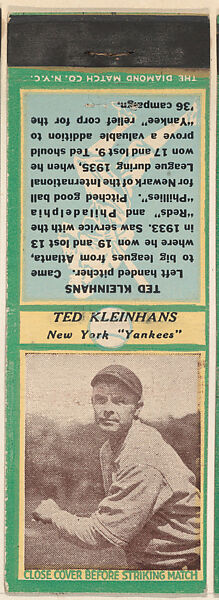 THE DIAMOND MATCH CO. N.Y.C.
TED KLEINHANS
Left handed pitcher. Came
to big leagues from Atlanta,
where he won 19 and lost 13
in 1933. Saw service with the
"Reds" and Philadelphia
"Phillies." Pitched good ball
for Newark of the International
League during 1935, when he
won 17 and lost 9. Ted should
prove a valuable addition to
"Yankee" relief corp for the
'36 campaign.
TED KLEINHANS
New York "Yankees"
CLOSE COVER BEFORE STRIKING MATCH